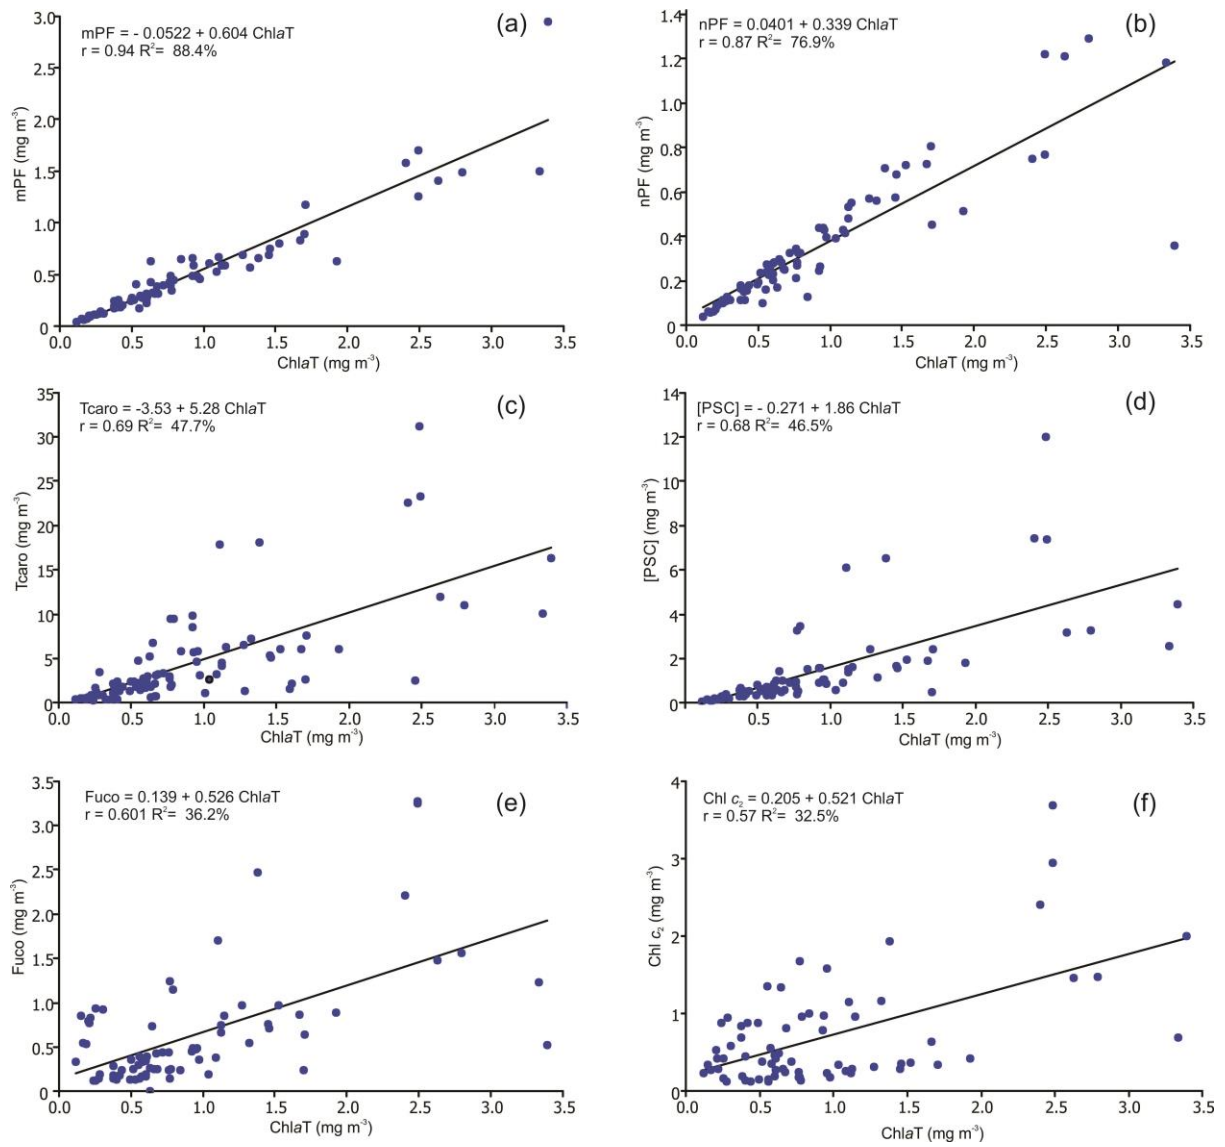 (a)
mPF = - 0.0522 + 0.604 ChlaT
r = 0.94 R²= 88.4%
3.0
2.5
2.0
1.5
1.0
0.5
0
mPF (mg m⁻³)
0.0 0.5 1.0 1.5 2.0 2.5 3.0 3.5
ChlaT (mg m⁻³)
(b)
nPF = 0.0401 + 0.339 ChlaT
r = 0.87 R²= 76.9%
1.4
1.2
1.0
0.8
0.6
0.4
0.2
0
nPF (mg m⁻³)
0.0 0.5 1.0 1.5 2.0 2.5 3.0 3.5
ChlaT (mg m⁻³)
(c)
Tcaro = -3.53 + 5.28 ChlaT
r = 0.69 R²= 47.7%
35
30
25
20
15
10
5
0
Tcaro (mg m⁻³)
0.0 0.5 1.0 1.5 2.0 2.5 3.0 3.5
ChlaT (mg m⁻³)
(d)
[PSC] = - 0.271 + 1.86 ChlaT
r = 0.68 R²= 46.5%
14
12
10
8
6
4
2
0
[PSC] (mg m⁻³)
0.0 0.5 1.0 1.5 2.0 2.5 3.0 3.5
ChlaT (mg m⁻³)
(e)
Fuco = 0.139 + 0.526 ChlaT
r = 0.601 R²= 36.2%
3.5
3.0
2.5
2.0
1.5
1.0
0.5
0.0
Fuco (mg m⁻³)
0.0 0.5 1.0 1.5 2.0 2.5 3.0 3.5
ChlaT (mg m⁻³)
(f)
Chl c₂ = 0.205 + 0.521 ChlaT
r = 0.57 R²= 32.5%
4
3
2
1
0
Chl c₂ (mg m⁻³)
0.0 0.5 1.0 1.5 2.0 2.5 3.0 3.5
ChlaT (mg m⁻³)